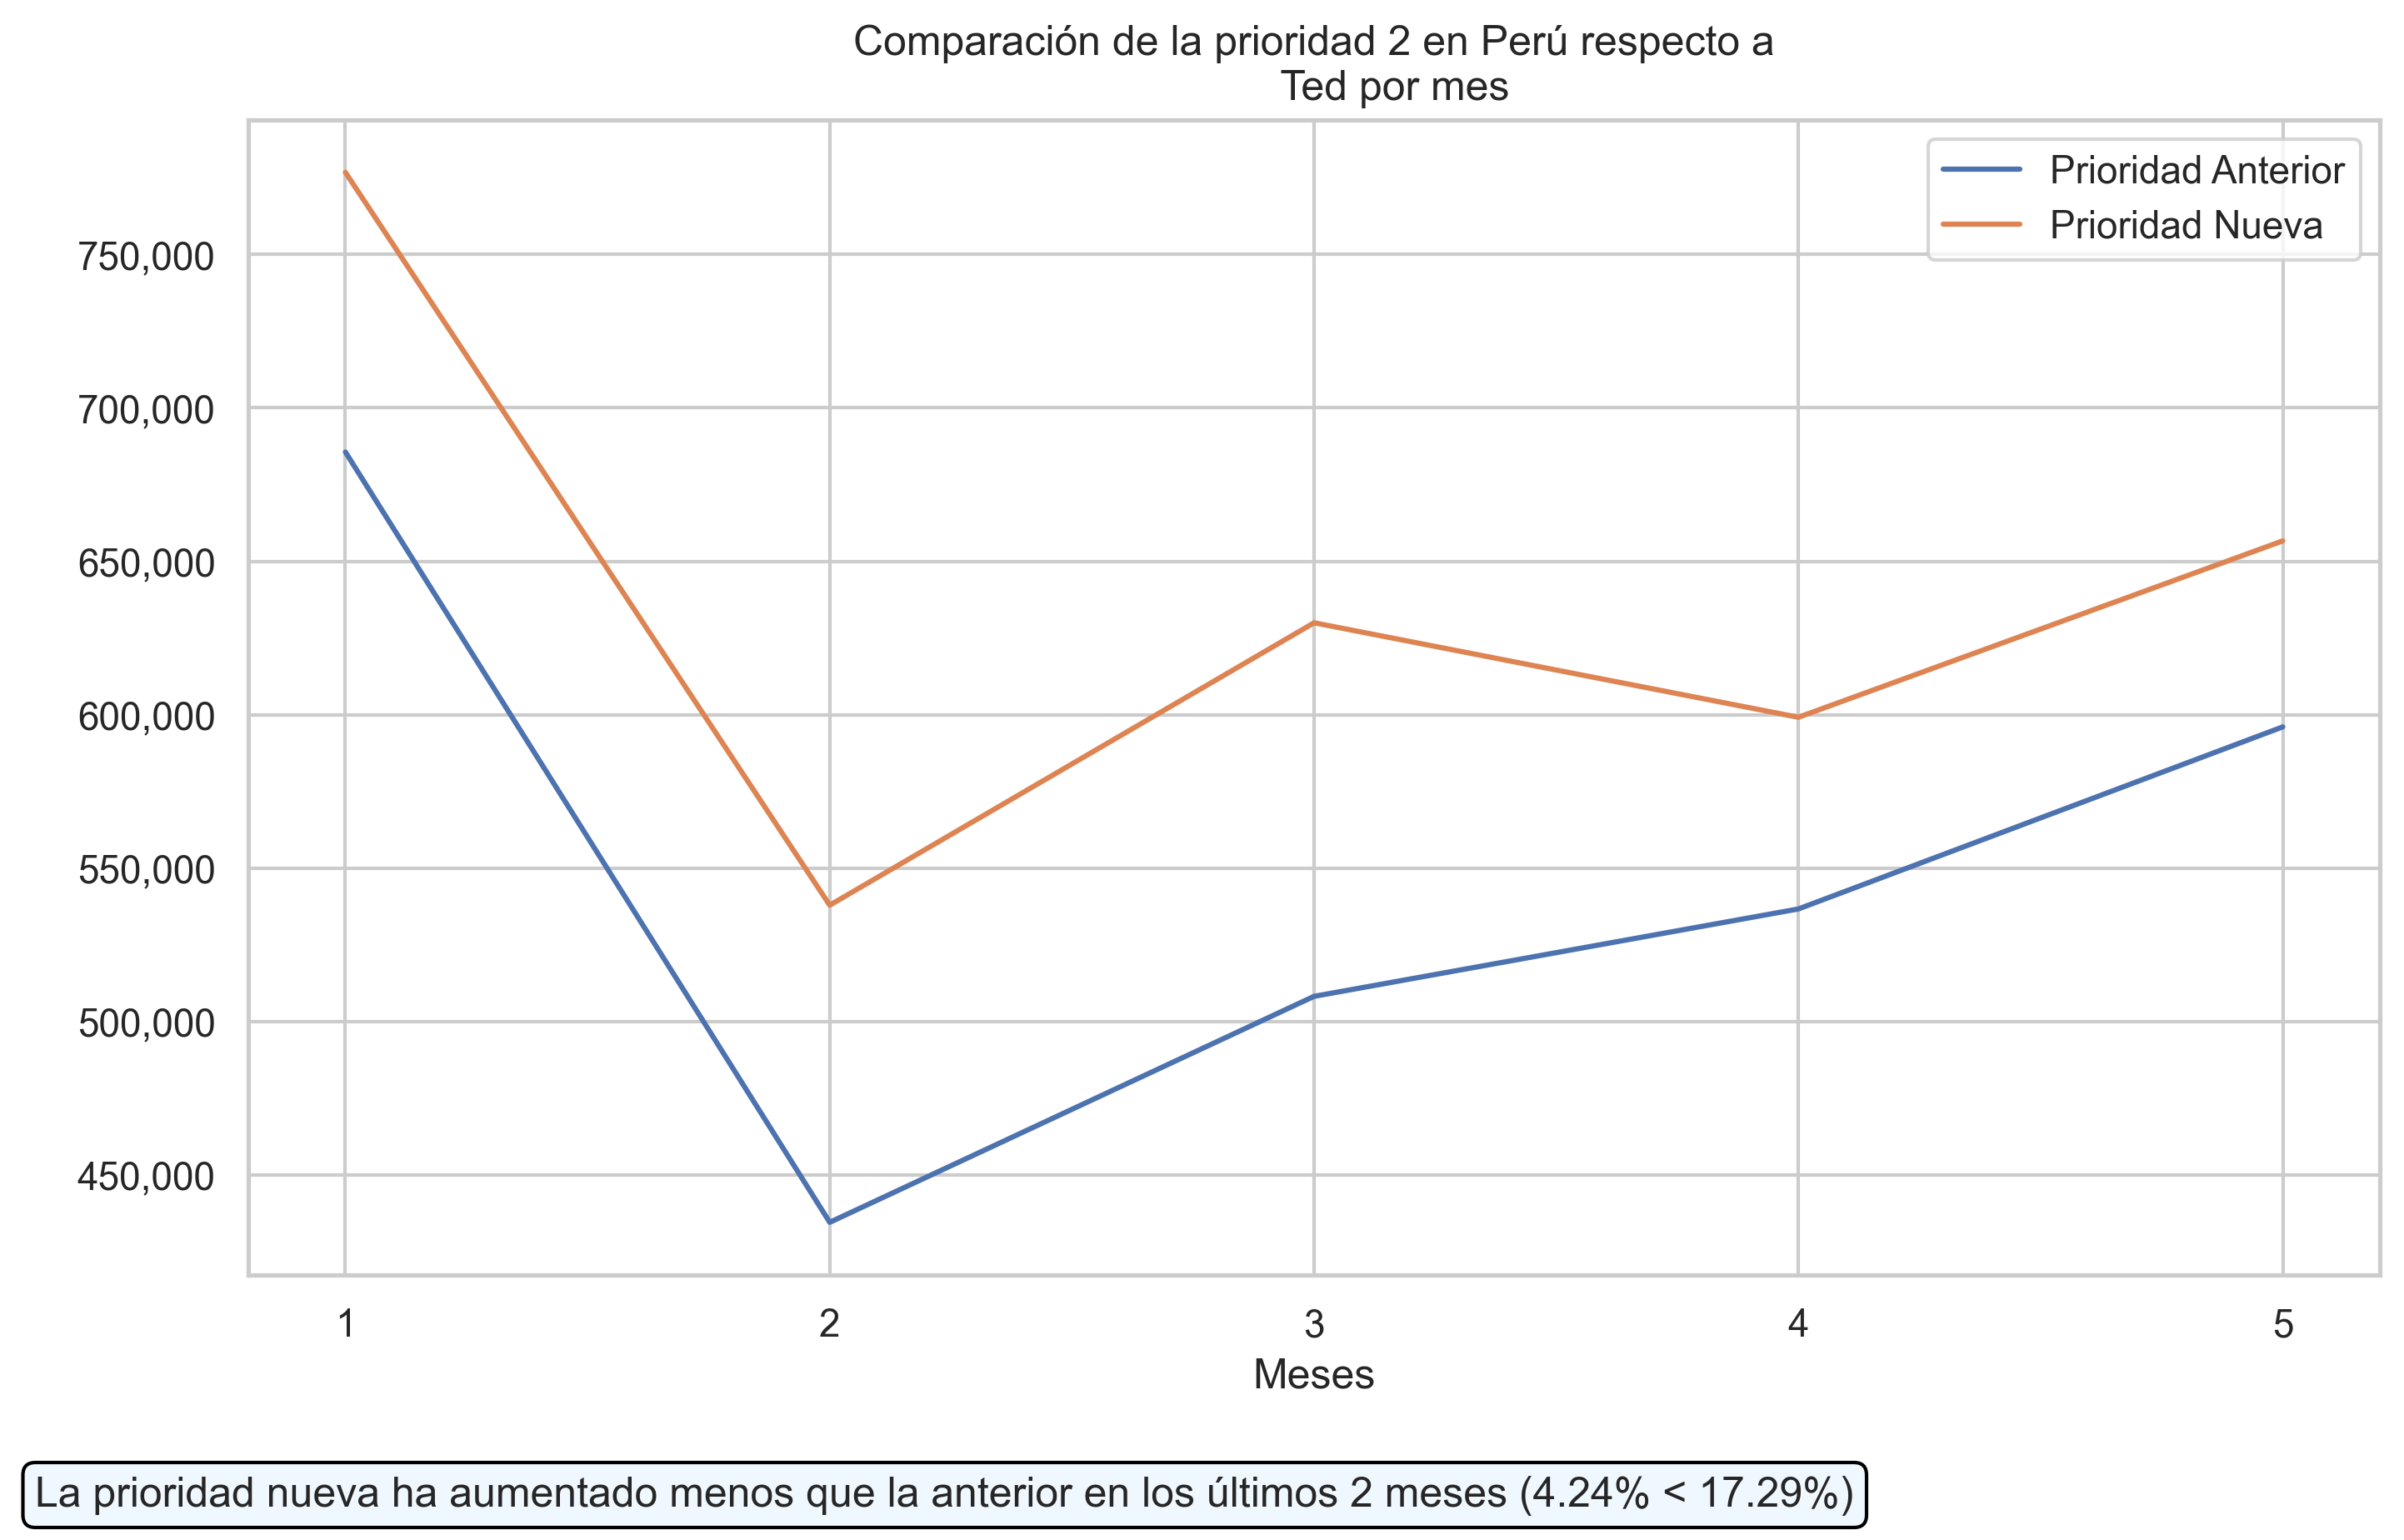 Comparación de la prioridad 2 en Perú respecto a
Ted por mes
Prioridad Anterior
Prioridad Nueva
750,000
700,000
650,000
600,000
550,000
500,000
450,000
1
2
3
4
5
Meses
La prioridad nueva ha aumentado menos que la anterior en los últimos 2 meses (4.24% < 17.29%)